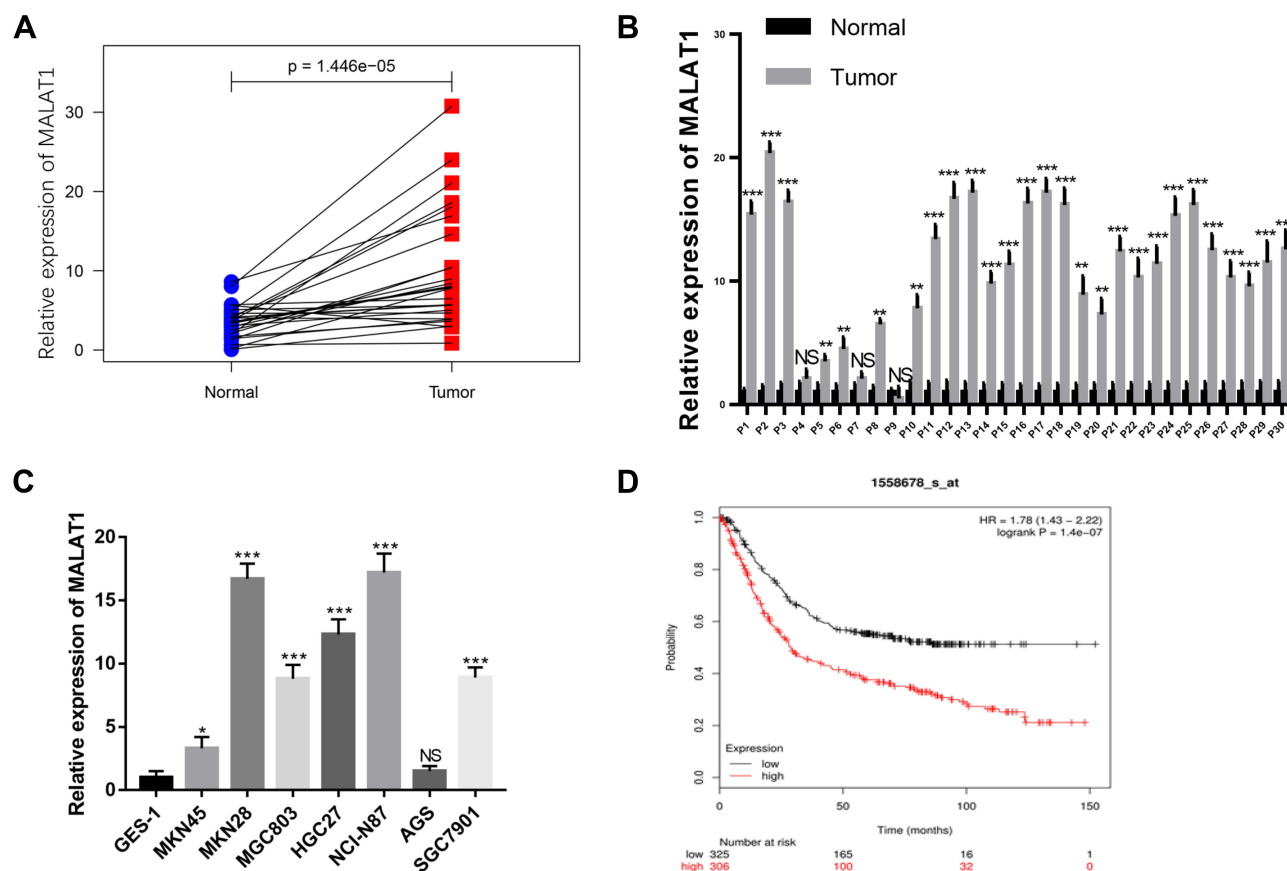 A
Relative expression of MALAT1
p = 1.446e−05
30
20
10
0
Normal
Tumor
B
Relative expression of MALAT1
Normal
Tumor
30
20
10
0
***
***
***
NS
**
**
NS
**
NS
**
***
***
***
***
***
***
***
***
**
**
***
***
***
***
***
***
***
***
***
P1
P2
P3
P4
P5
P6
P7
P8
P9
P10
P11
P12
P13
P14
P15
P16
P17
P18
P19
P20
P21
P22
P23
P24
P25
P26
P27
P28
P29
P30
C
Relative expression of MALAT1
20
15
10
5
0
*
***
***
***
***
NS
***
GES-1
MKN45
MKN28
MGC803
HGC27
NCI-N87
AGS
SGC7901
D
1558678_s_at
HR = 1.78 (1.43 − 2.22)
logrank P = 1.4e−07
Probability
1.0
0.8
0.6
0.4
0.2
0.0
Expression
low
high
0 50 100 150
Time (months)
Number at risk
low 325 165 16 1
high 306 100 32 0